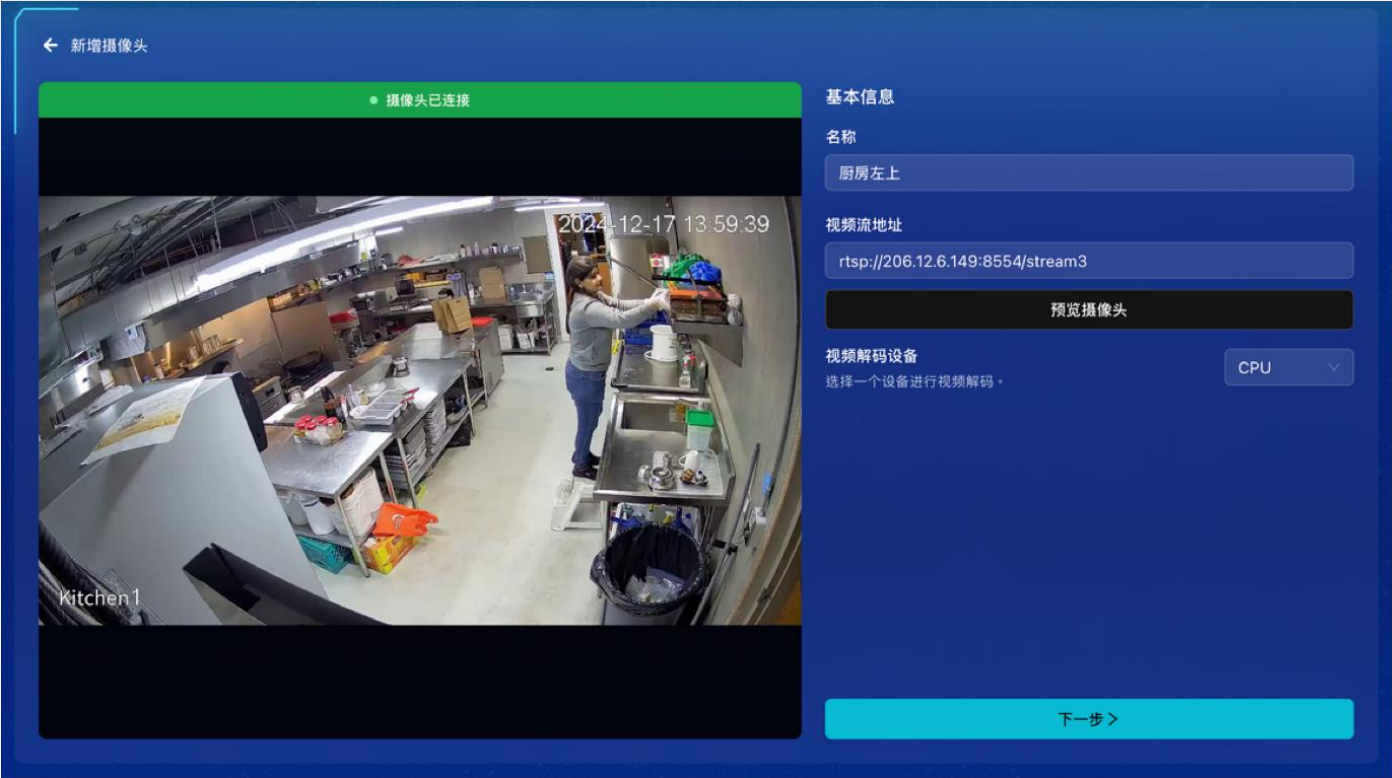 新增摄像头
摄像头已连接
2024-12-17 13:59:39
Kitchen1
基本信息
名称
厨房左上
视频流地址
rtsp://206.12.6.149:8554/stream3
预览摄像头
视频解码设备
选择一个设备进行视频解码。
CPU
下一步